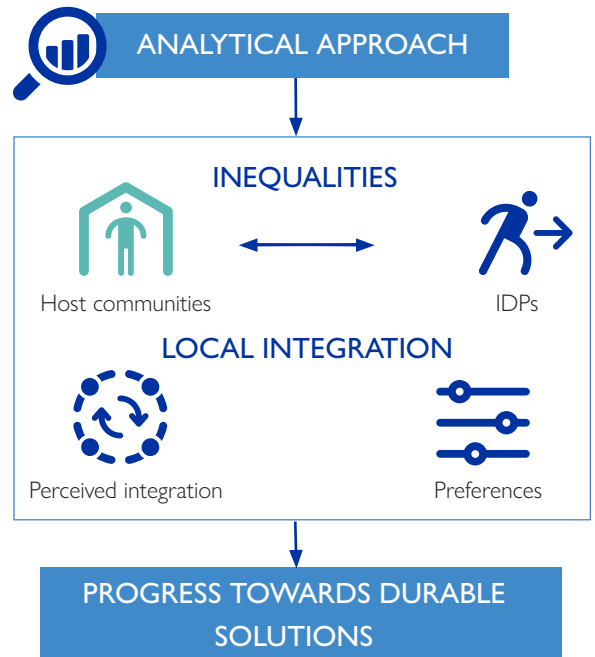 ANALYTICAL APPROACH
INEQUALITIES
Host communities
IDPs
LOCAL INTEGRATION
Perceived integration
Preferences
PROGRESS TOWARDS DURABLE
SOLUTIONS